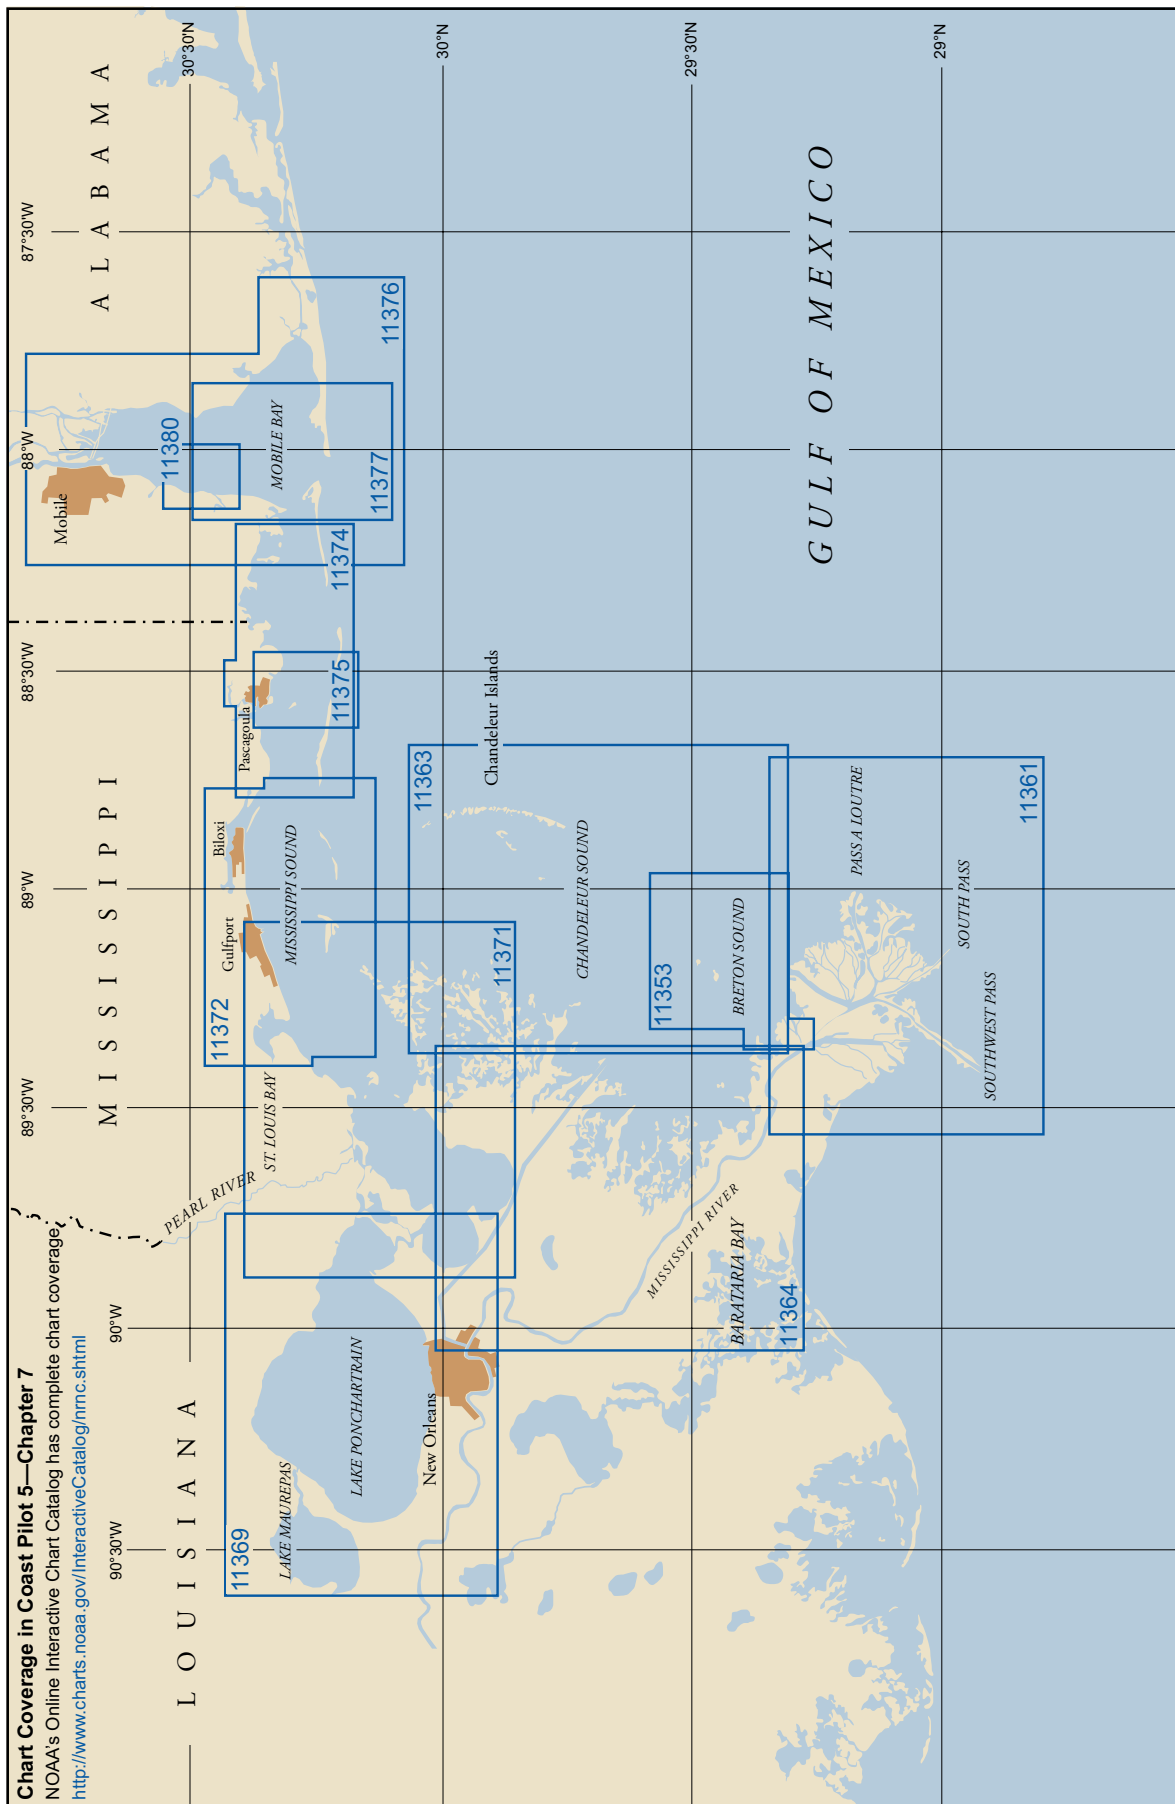 Chart Coverage in Coast Pilot 5—Chapter 7
NOAA's Online Interactive Chart Catalog has complete chart coverage
http://www.charts.noaa.gov/InteractiveCatalog/nrnc.shtml
90°30'W
90°W
89°30'W
89°W
88°30'W
88°W
87°30'W
30°30'N
30°N
29°30'N
29°N
LOUISIANA
MISSISSIPPI
ALABAMA
Mobile
PEARL RIVER
11380
11372
Gulfport
Biloxi
Pascagoula
11369
LAKE MAUREPAS
ST. LOUIS BAY
MISSISSIPPI SOUND
MOBILE BAY
11375
11374
11377
11376
LAKE PONCHARTRAIN
New Orleans
11363
11371
Chandeleur Islands
CHANDELEUR SOUND
11353
MISSISSIPPI RIVER
BARATARIA BAY
BRETON SOUND
11364
GULF OF MEXICO
PASS A LOUTRE
SOUTH PASS
SOUTHWEST PASS
11361